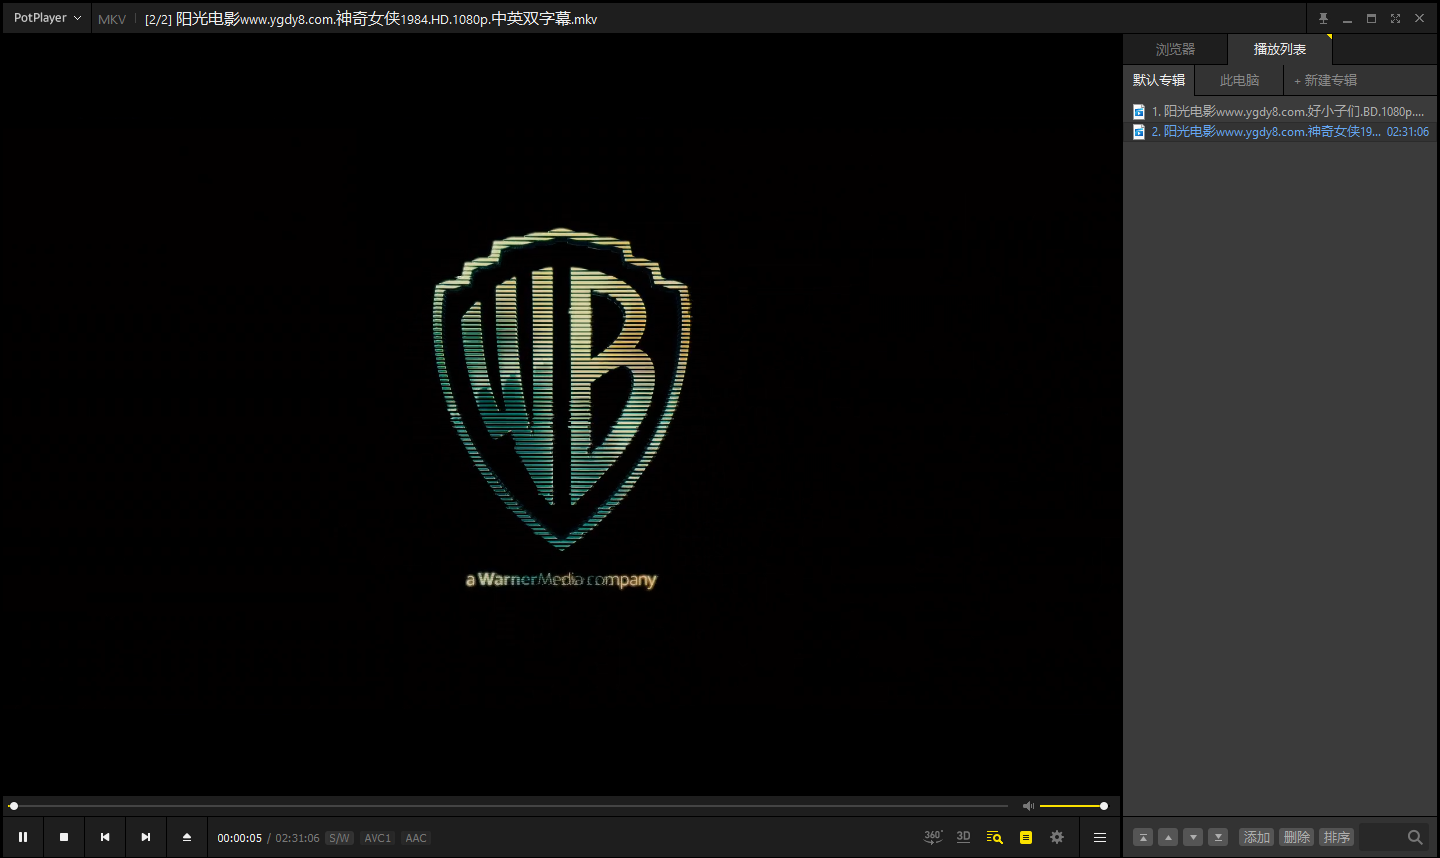 PotPlayer
MKV [2/2] 阳光电影www.ygdy8.com.神奇女侠1984.HD.1080p.中英双字幕.mkv
浏览器 播放列表
默认专辑 此电脑 + 新建专辑
1. 阳光电影www.ygdy8.com.好小子们.BD.1080p....
2. 阳光电影www.ygdy8.com.神奇女侠19... 02:31:06
WB
a WarnerMedia company
00:00:05 / 02:31:06 S/W AVC1 AAC
360° 3D
添加 删除 排序